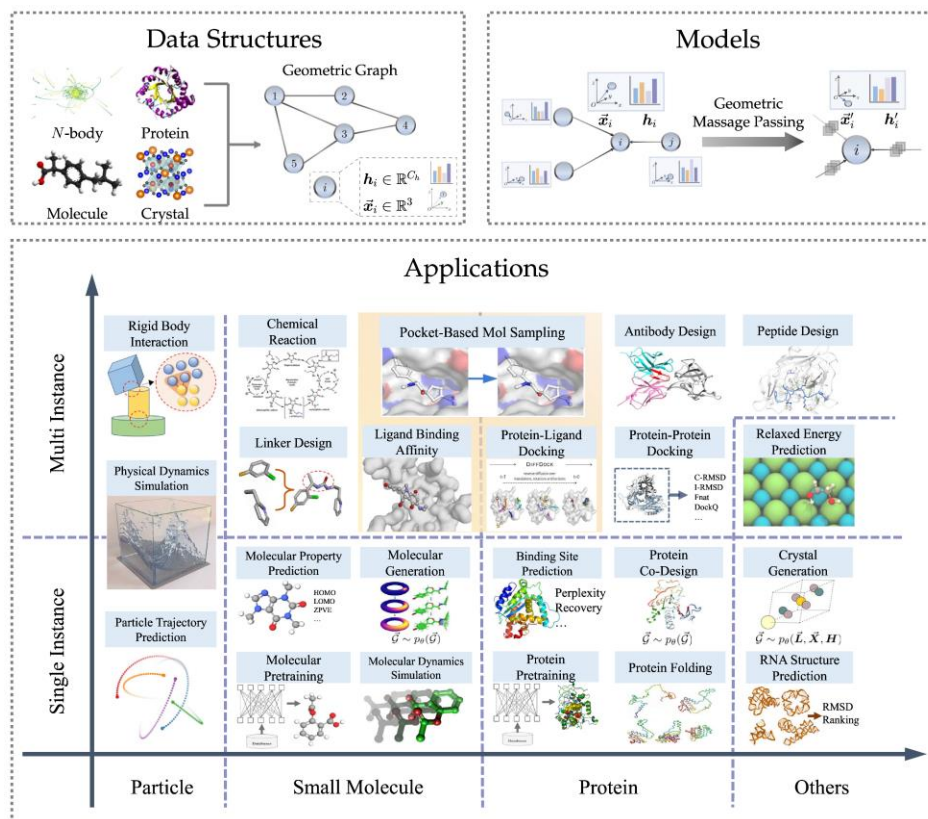 Data Structures
N-body
Protein
Molecule
Crystal
Geometric Graph
1
2
3
4
5
i
h_i ∈ ℝ^{C_h}
x⃗_i ∈ ℝ^3
Models
x⃗_i
h_i
i
j
Geometric
Massage Passing
x⃗′_i
h′_i
i
Applications
Multi Instance
Single Instance
Rigid Body
Interaction
Physical Dynamics
Simulation
Particle Trajectory
Prediction
Chemical
Reaction
Linker Design
Pocket-Based Mol Sampling
Ligand Binding
Affinity
Protein-Ligand
Docking
DIFFDOCK
Antibody Design
Protein-Protein
Docking
C-RMSD
I-RMSD
Fnat
DockQ
...
Peptide Design
Relaxed Energy
Prediction
Molecular Property
Prediction
HOMO
LOMO
ZPVE
...
Molecular
Generation
𝒢⃗ ∼ p_θ(𝒢⃗)
Molecular
Pretraining
Molecular Dynamics
Simulation
Binding Site
Prediction
Perplexity
Recovery
...
Protein
Co-Design
𝒢⃗ ∼ p_θ(𝒢⃗)
Protein
Pretraining
Protein Folding
Crystal
Generation
𝒢⃗ ∼ p_θ(L⃗, X⃗, H)
RNA Structure
Prediction
RMSD
Ranking
Particle
Small Molecule
Protein
Others